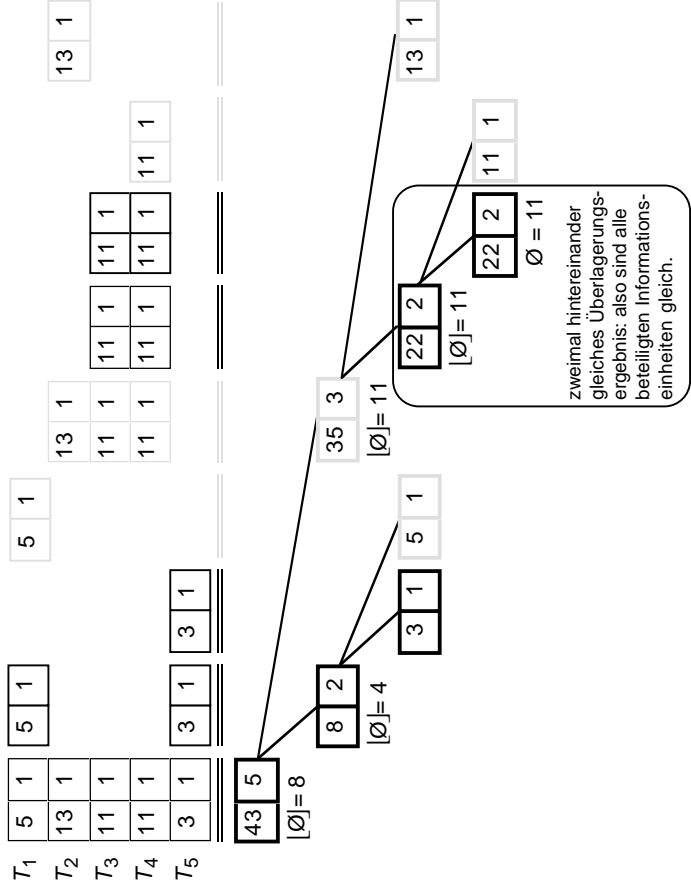 T1 5 1 5 1 5 1
T2 13 1 13 1 13 1
T3 11 1 11 1 11 1 11 1
T4 11 1 11 1 11 1 11 1 11 1
T5 3 1 3 1 3 1
43 5
⌊Ø⌋= 8
8 2 35 3
⌊Ø⌋= 4 ⌊Ø⌋= 11
3 1 5 1 22 2 13 1
⌊Ø⌋= 11
22 2 11 1
Ø = 11
zweimal hintereinander
gleiches Überlagerungs-
ergebnis: also sind alle
beteiligten Informations-
einheiten gleich.